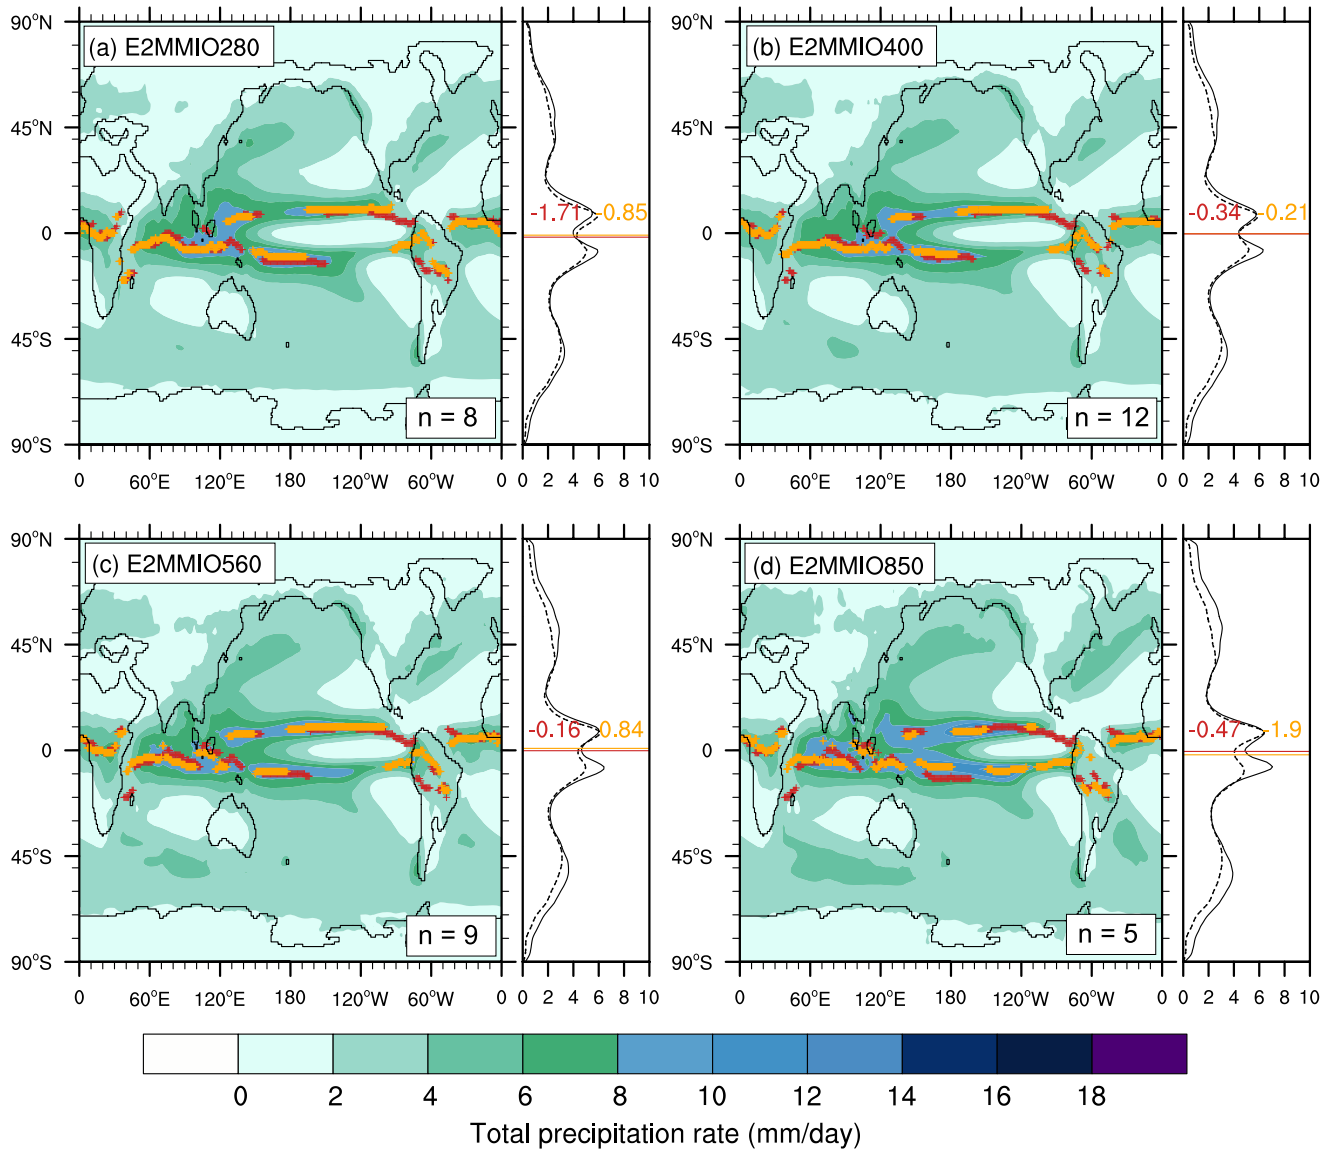 90°N
45°N
0
45°S
90°S
(a) E2MMIO280
n = 8
0 60°E 120°E 180 120°W 60°W 0
-1.71 -0.85
0 2 4 6 8 10
90°N
45°N
0
45°S
90°S
(b) E2MMIO400
n = 12
0 60°E 120°E 180 120°W 60°W 0
-0.34 -0.21
0 2 4 6 8 10
90°N
45°N
0
45°S
90°S
(c) E2MMIO560
n = 9
0 60°E 120°E 180 120°W 60°W 0
-0.16 0.84
0 2 4 6 8 10
90°N
45°N
0
45°S
90°S
(d) E2MMIO850
n = 5
0 60°E 120°E 180 120°W 60°W 0
-0.47 -1.9
0 2 4 6 8 10
0 2 4 6 8 10 12 14 16 18
Total precipitation rate (mm/day)